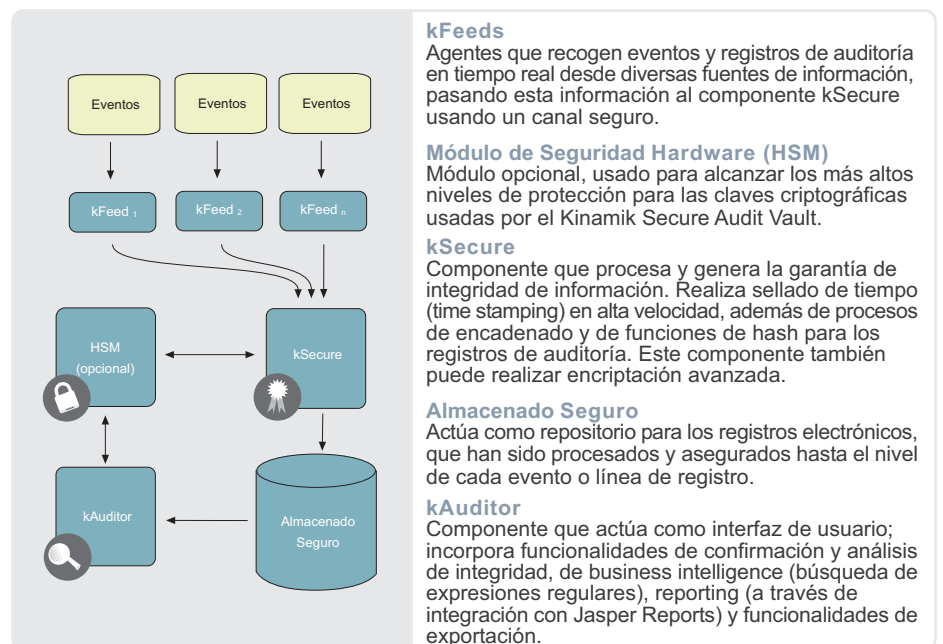 Eventos
Eventos
Eventos
kFeed 1
kFeed 2
kFeed n
HSM
(opcional)
kSecure
kAuditor
Almacenado
Seguro
kFeeds
Agentes que recogen eventos y registros de auditoría
en tiempo real desde diversas fuentes de información,
pasando esta información al componente kSecure
usando un canal seguro.
Módulo de Seguridad Hardware (HSM)
Módulo opcional, usado para alcanzar los más altos
niveles de protección para las claves criptográficas
usadas por el Kinamik Secure Audit Vault.
kSecure
Componente que procesa y genera la garantía de
integridad de información. Realiza sellado de tiempo
(time stamping) en alta velocidad, además de procesos
de encadenado y de funciones de hash para los
registros de auditoría. Este componente también
puede realizar encriptación avanzada.
Almacenado Seguro
Actúa como repositorio para los registros electrónicos,
que han sido procesados y asegurados hasta el nivel
de cada evento o línea de registro.
kAuditor
Componente que actúa como interfaz de usuario;
incorpora funcionalidades de confirmación y análisis
de integridad, de business intelligence (búsqueda de
expresiones regulares), reporting (a través de
integración con Jasper Reports) y funcionalidades de
exportación.